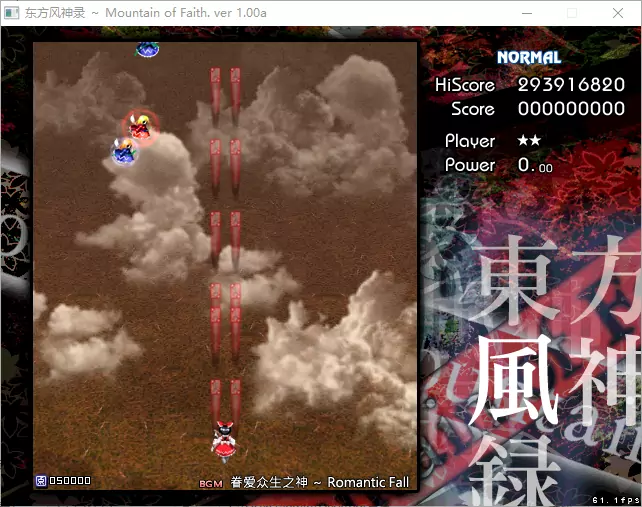 东方风神录 ~ Mountain of Faith. ver 1.00a
NORMAL
HiScore 293916820
Score 000000000
Player ★★
Power 0.00
東方
風神
録
050000
BGM 眷爱众生之神 ~ Romantic Fall
61.1fps